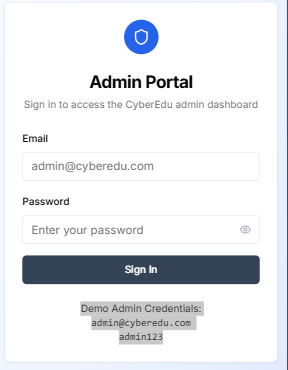 Admin Portal
Sign in to access the CyberEdu admin dashboard
Email
admin@cyberedu.com
Password
Enter your password
Sign In
Demo Admin Credentials:
admin@cyberedu.com
admin123